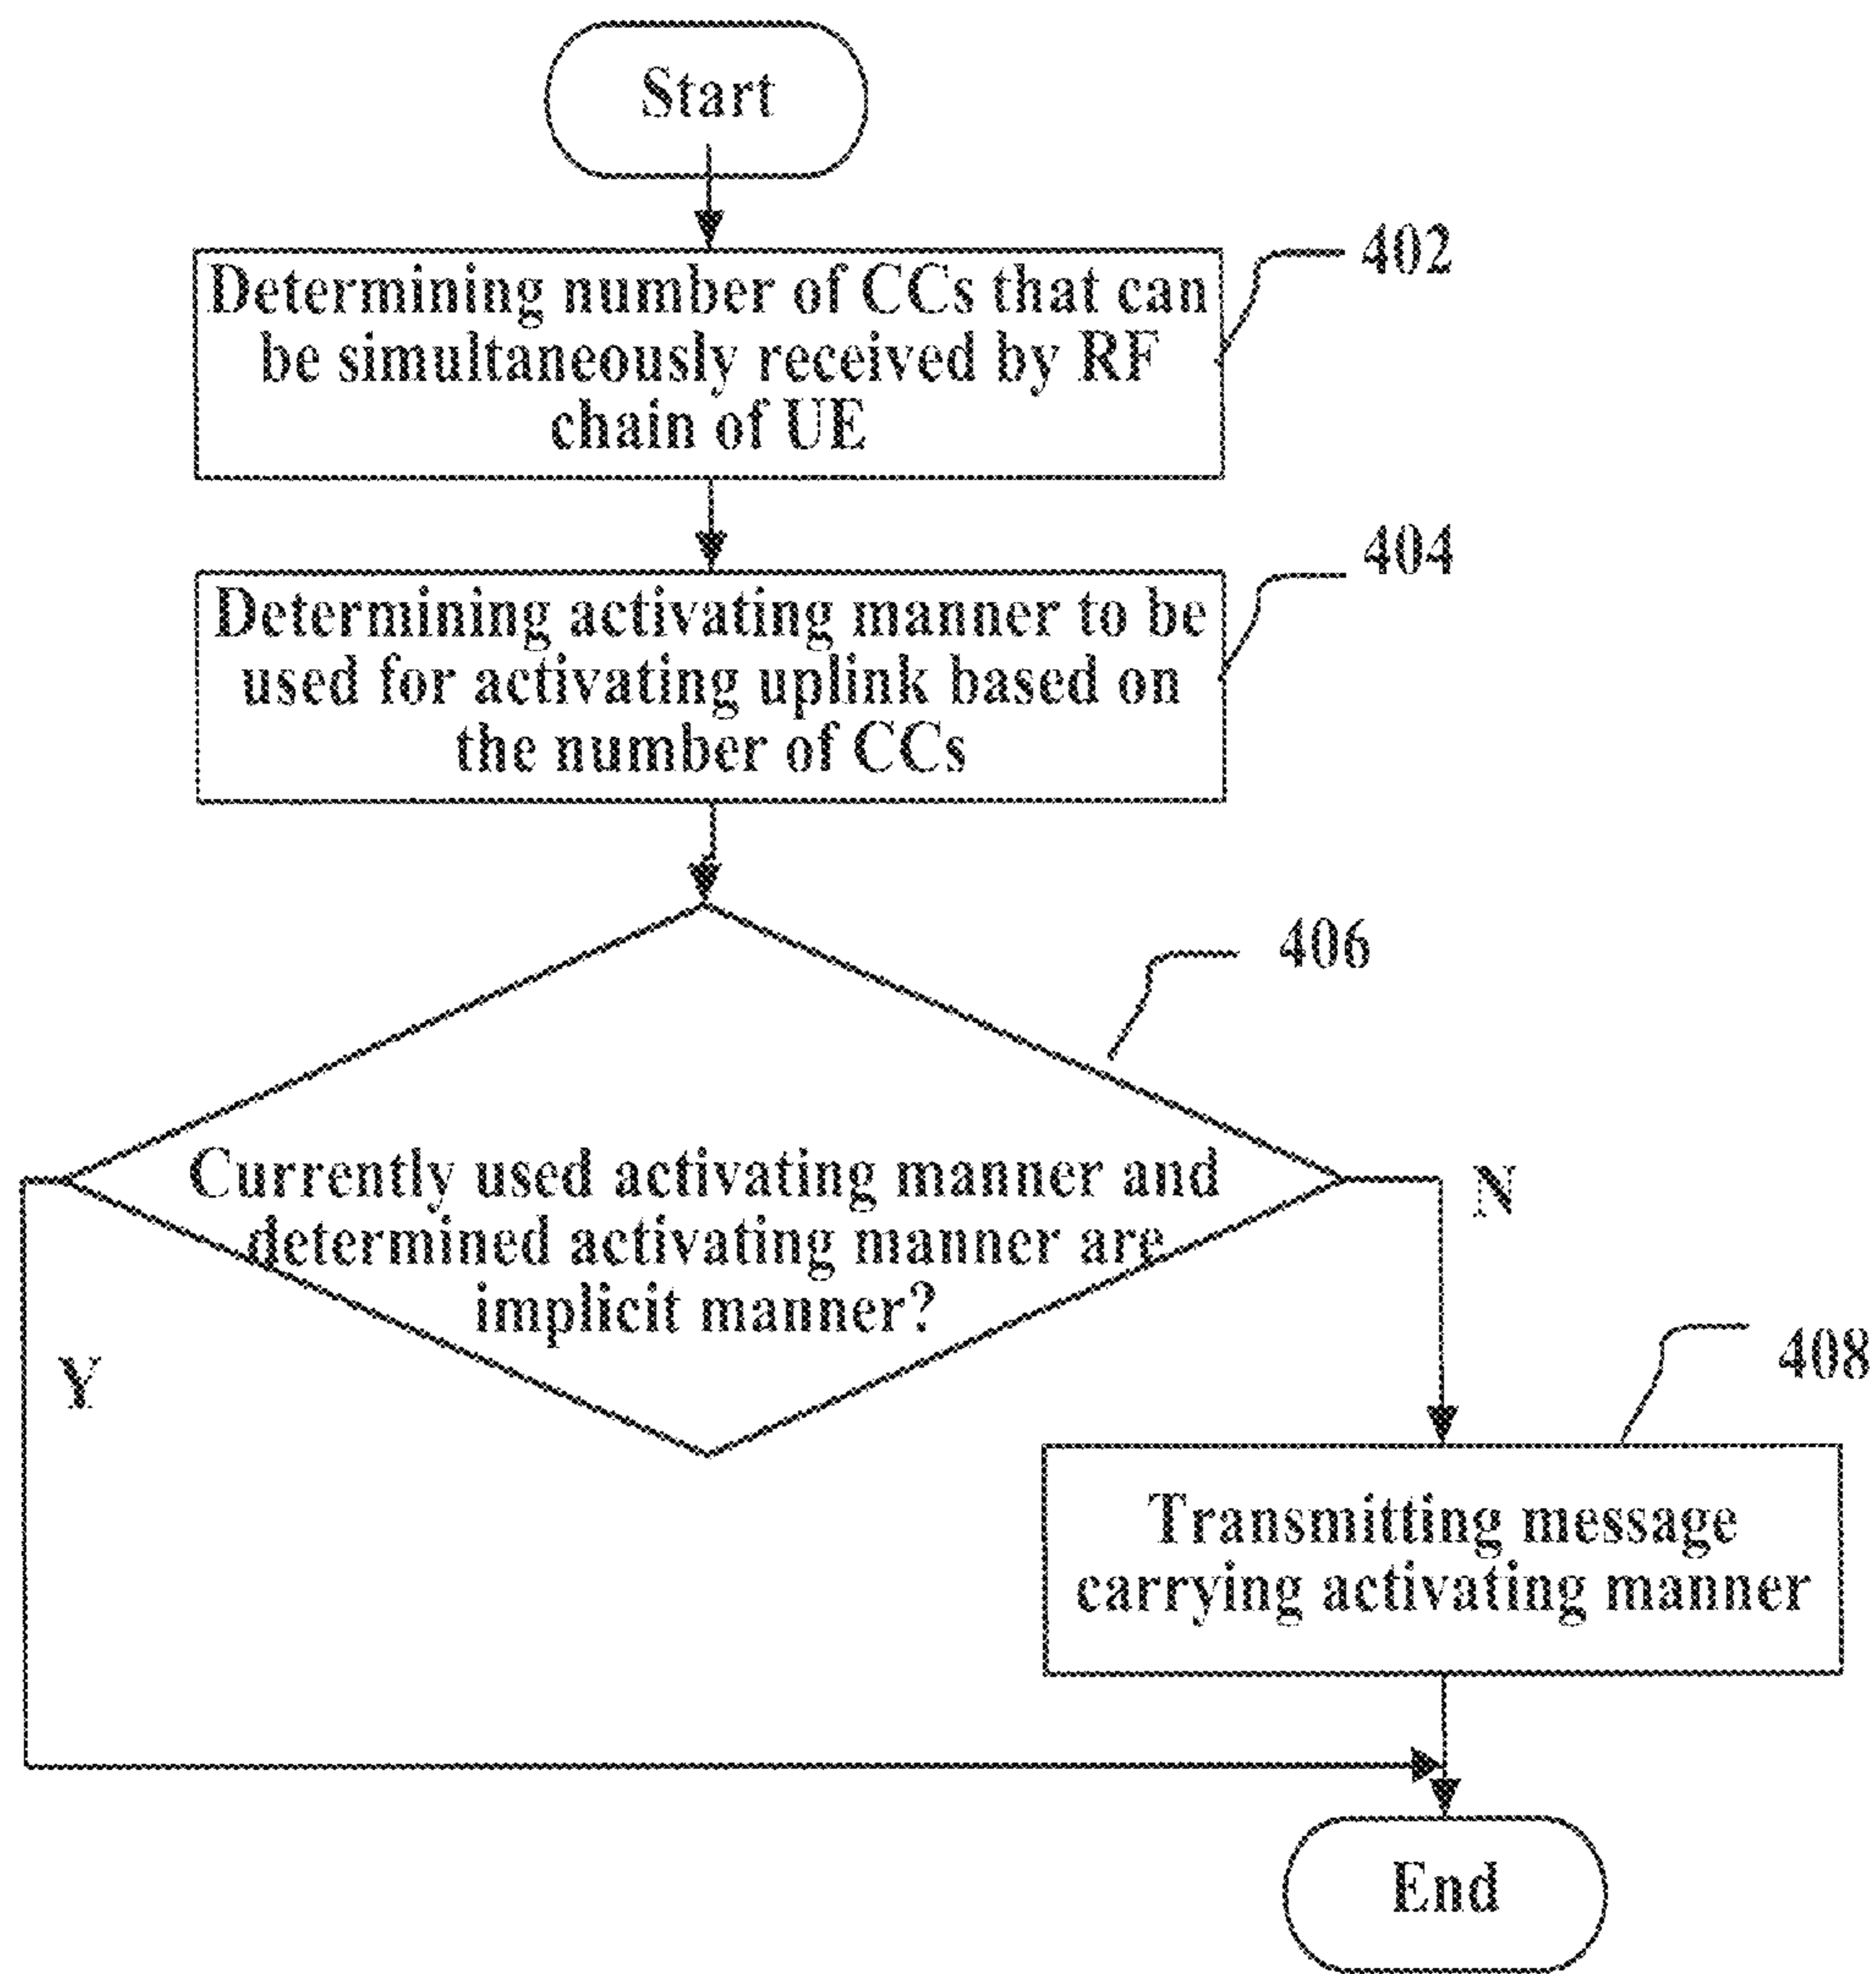 Start
402
Determining number of CCs that can
be simultaneously received by RF
chain of UE
404
Determining activating manner to be
used for activating uplink based on
the number of CCs
406
Currently used activating manner and
determined activating manner are
implicit manner?
N
Y
408
Transmitting message
carrying activating manner
End